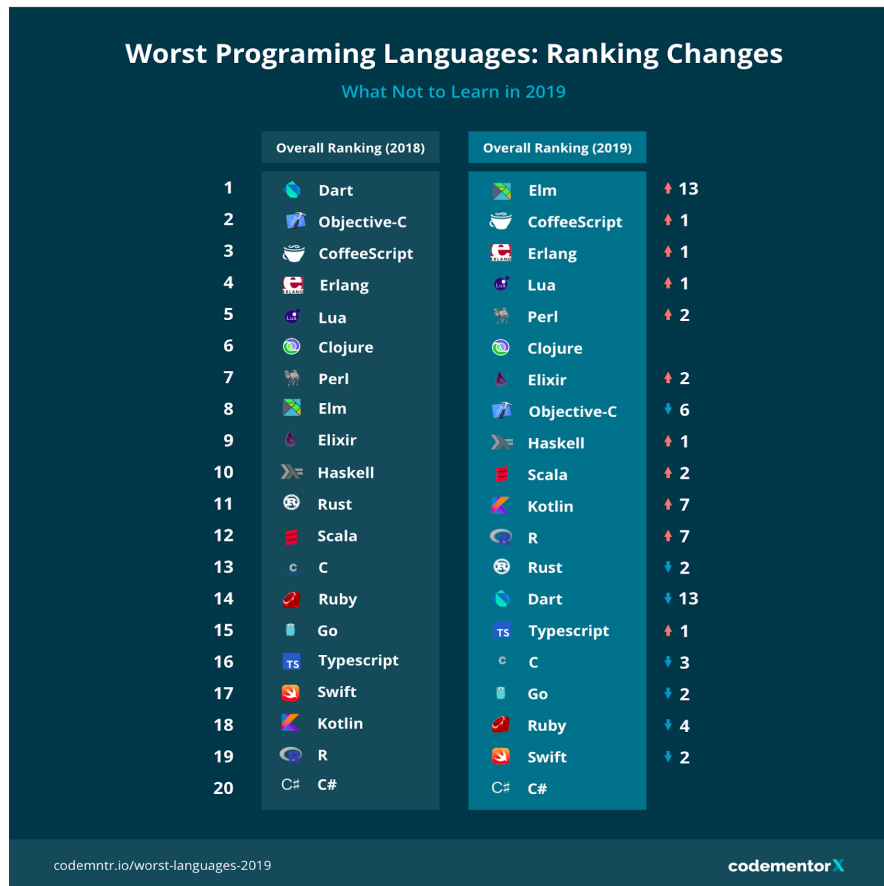 Worst Programing Languages: Ranking Changes
What Not to Learn in 2019
Overall Ranking (2018) Overall Ranking (2019)
1 Dart Elm 13
2 Objective-C CoffeeScript 1
3 CoffeeScript Erlang 1
4 Erlang Lua 1
5 Lua Perl 2
6 Clojure Clojure
7 Perl Elixir 2
8 Elm Objective-C 6
9 Elixir Haskell 1
10 Haskell Scala 2
11 Rust Kotlin 7
12 Scala R 7
13 C C Rust 2
14 Ruby Dart 13
15 Go TS Typescript 1
16 TS Typescript C C 3
17 Swift Go 2
18 Kotlin Ruby 4
19 R Swift 2
20 C# C# C# C#
codemntr.io/worst-languages-2019 codementorX